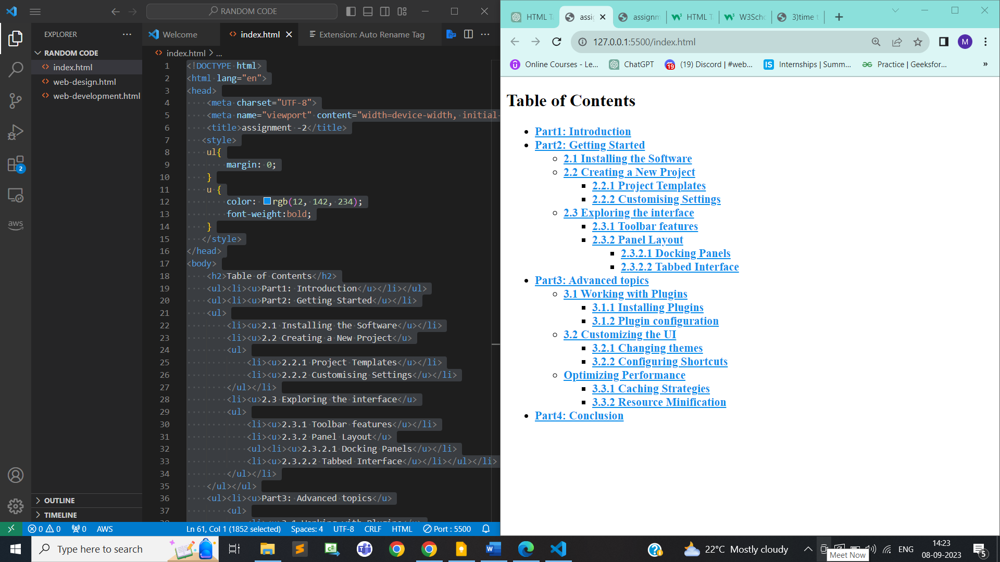 RANDOM CODE
EXPLORER
RANDOM CODE
index.html
web-design.html
web-development.html
OUTLINE
TIMELINE
Welcome
index.html
Extension: Auto Rename Tag
index.html > ...
1 <!DOCTYPE html>
2 <html lang="en">
3 <head>
4 <meta charset="UTF-8">
5 <meta name="viewport" content="width=device-width, initial-
6 <title>assignment -2</title>
7 <style>
8 ul{
9 margin: 0;
10 }
11 u {
12 color: rgb(12, 142, 234);
13 font-weight:bold;
14 }
15 </style>
16 </head>
17 <body>
18 <h2>Table of Contents</h2>
19 <ul><li><u>Part1: Introduction</u></li></ul>
20 <ul><li><u>Part2: Getting Started</u></li>
21 <ul>
22 <li><u>2.1 Installing the Software</u></li>
23 <li><u>2.2 Creating a New Project</u>
24 <ul>
25 <li><u>2.2.1 Project Templates</u></li>
26 <li><u>2.2.2 Customising Settings</u></li>
27 </ul></li>
28 <li><u>2.3 Exploring the interface</u>
29 <ul>
30 <li><u>2.3.1 Toolbar features</u></li>
31 <li><u>2.3.2 Panel Layout</u>
32 <ul><li><u>2.3.2.1 Docking Panels</u></li>
33 <li><u>2.3.2.2 Tabbed Interface</u></li></ul></li>
34 </ul></li>
35 </ul></ul>
36 <ul><li><u>Part3: Advanced topics</u>
37 <ul>
38 <li><u>3.1 Working with Plugins</u>
2
aws
0 0 0 AWS
Ln 61, Col 1 (1852 selected) Spaces: 4 UTF-8 CRLF HTML Port : 5500
HTML T
assig
assignm
HTML T
W3Scho
3)time t
127.0.0.1:5500/index.html
M
Online Courses - Le...
ChatGPT
19
(19) Discord | #web...
IS
Internships | Summ...
Practice | Geeksfor...
»
Table of Contents
Part1: Introduction
Part2: Getting Started
2.1 Installing the Software
2.2 Creating a New Project
2.2.1 Project Templates
2.2.2 Customising Settings
2.3 Exploring the interface
2.3.1 Toolbar features
2.3.2 Panel Layout
2.3.2.1 Docking Panels
2.3.2.2 Tabbed Interface
Part3: Advanced topics
3.1 Working with Plugins
3.1.1 Installing Plugins
3.1.2 Plugin configuration
3.2 Customizing the UI
3.2.1 Changing themes
3.2.2 Configuring Shortcuts
Optimizing Performance
3.3.1 Caching Strategies
3.3.2 Resource Minification
Part4: Conclusion
Type here to search
22°C Mostly cloudy
ENG
14:23
08-09-2023
5
Meet Now